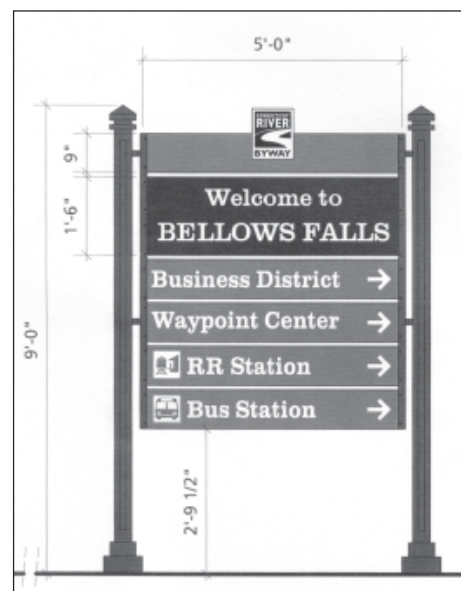 5'-0"
CONNECTICUT
RIVER
BYWAY
9"
1'-6"
9'-0"
Welcome to
BELLOWS FALLS
Business District →
Waypoint Center →
RR Station →
Bus Station →
2'-9 1/2"